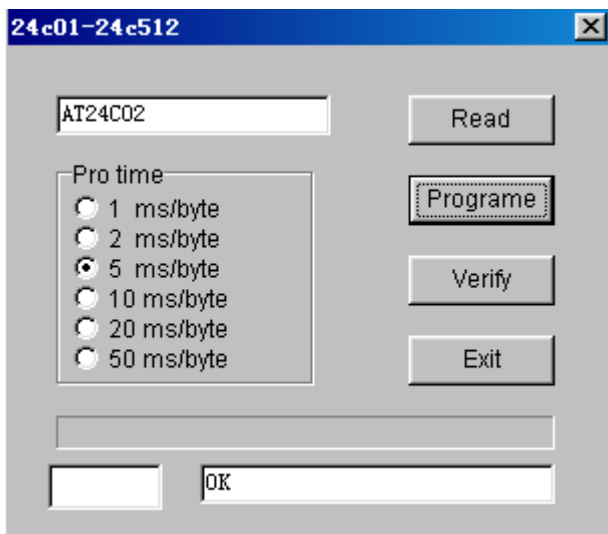 24c01-24c512
AT24C02
Read
Pro time
1 ms/byte
Programe
2 ms/byte
5 ms/byte
Verify
10 ms/byte
20 ms/byte
50 ms/byte
Exit
OK